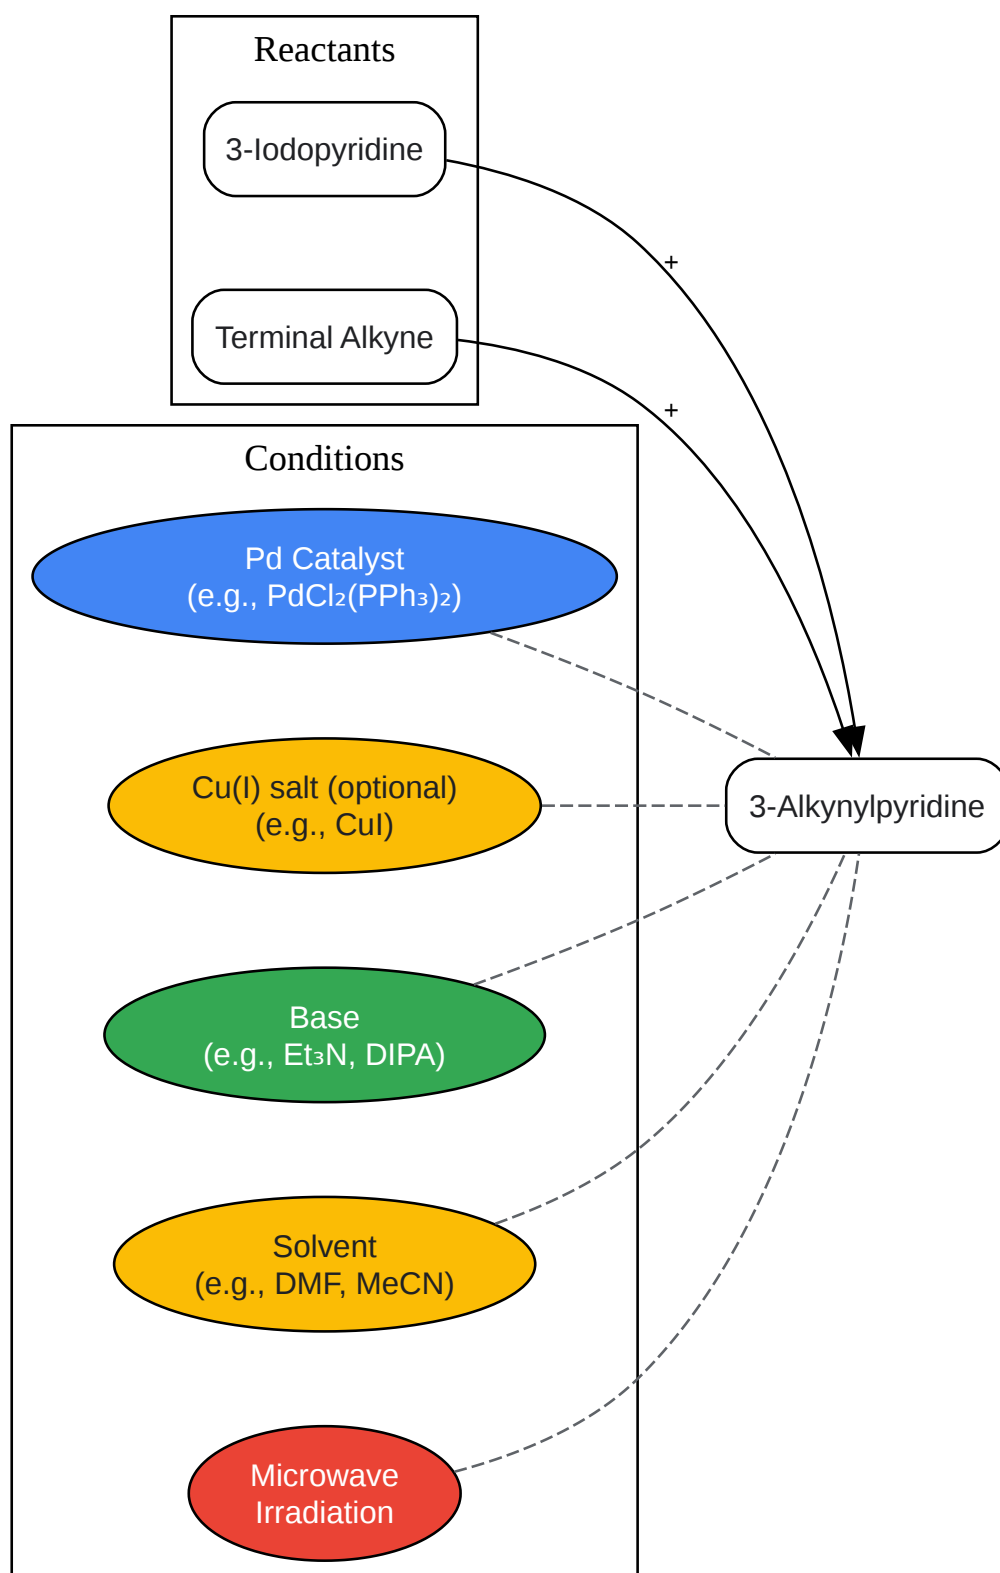 Reactants
3-Iodopyridine
+
Terminal Alkyne
+
Conditions
Pd Catalyst
(e.g., PdCl₂(PPh₃)₂)
Cu(I) salt (optional)
(e.g., CuI)
3-Alkynylpyridine
Base
(e.g., Et₃N, DIPA)
Solvent
(e.g., DMF, MeCN)
Microwave
Irradiation